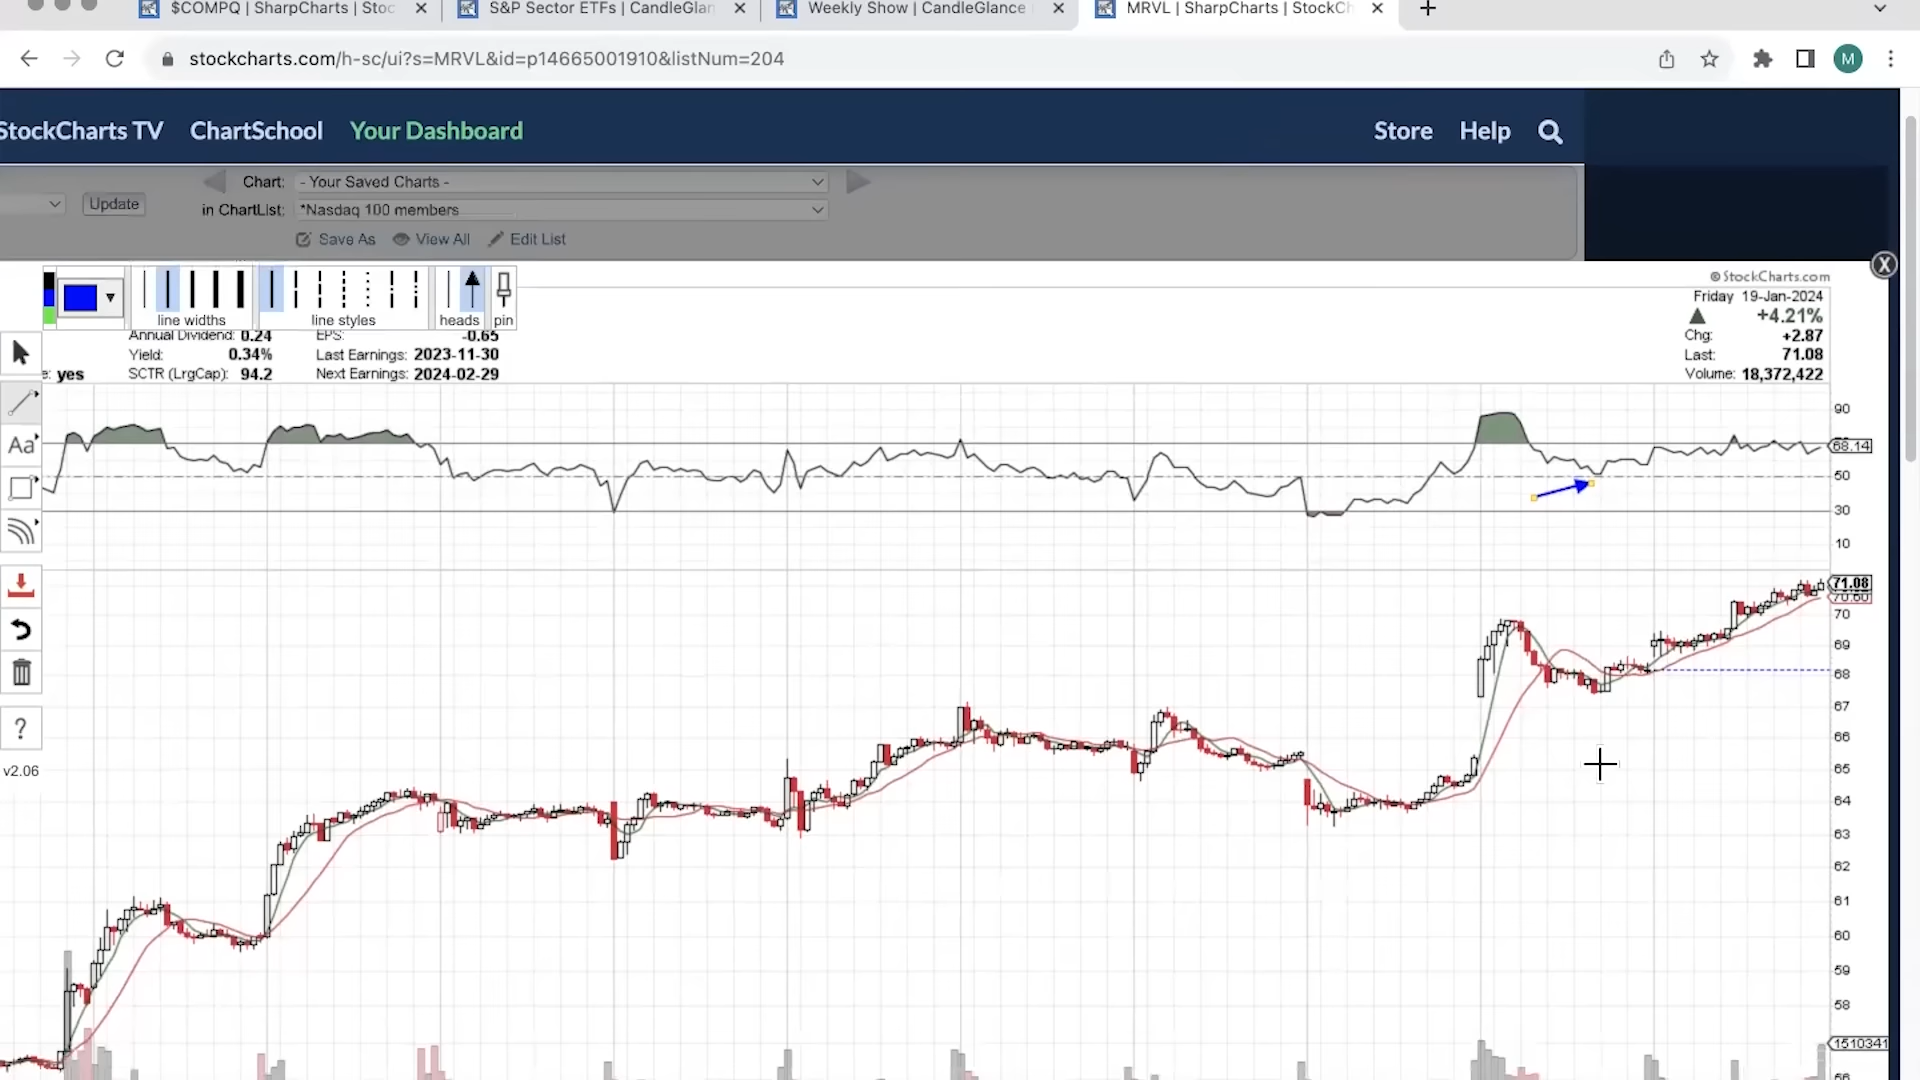 $COMPQ | SharpCharts | Stoc
S&P Sector ETFs | CandleGlan
Weekly Show | CandleGlance
MRVL | SharpCharts | StockCh
stockcharts.com/h-sc/ui?s=MRVL&id=p14665001910&listNum=204
M
StockCharts TV ChartSchool Your Dashboard Store Help
Chart: - Your Saved Charts -
Update
in ChartList: *Nasdaq 100 members
Save As View All Edit List
X
© StockCharts.com
line widths line styles heads pin
Friday 19-Jan-2024
+4.21%
Annual Dividend: 0.24 EPS: -0.65 Chg: +2.87
Yield: 0.34% Last Earnings: 2023-11-30 Last: 71.08
e: yes SCTR (LrgCap): 94.2 Next Earnings: 2024-02-29 Volume: 18,372,422
Aa
?
v2.06
90
68.14
50
30
10
71.08
70.60
70
69
68
67
66
65
64
63
62
61
60
59
58
1510341
56